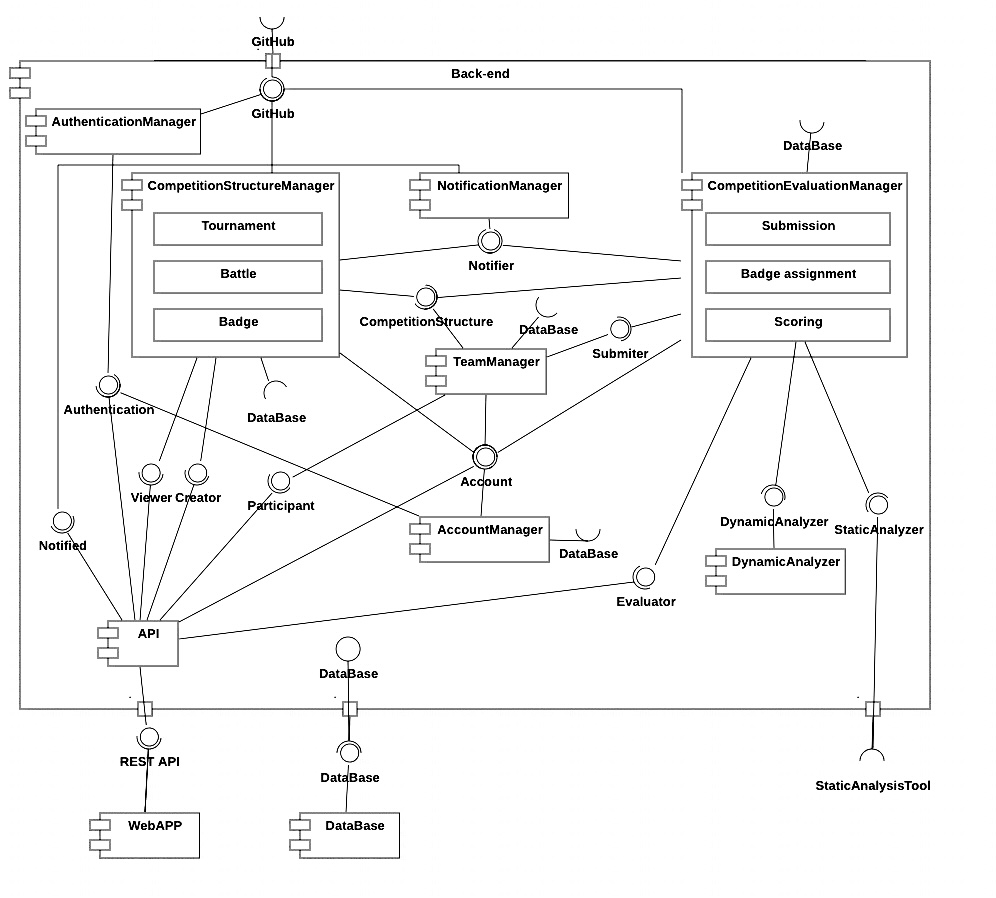 GitHub
Back-end
GitHub
AuthenticationManager
DataBase
CompetitionStructureManager
NotificationManager
CompetitionEvaluationManager
Tournament
Submission
Notifier
Battle
Badge assignment
Badge
CompetitionStructure
DataBase
Scoring
Submiter
TeamManager
Authentication
DataBase
Viewer
Creator
Participant
Account
Notified
AccountManager
DataBase
DynamicAnalyzer
StaticAnalyzer
DynamicAnalyzer
Evaluator
API
DataBase
REST API
DataBase
StaticAnalysisTool
WebAPP
DataBase